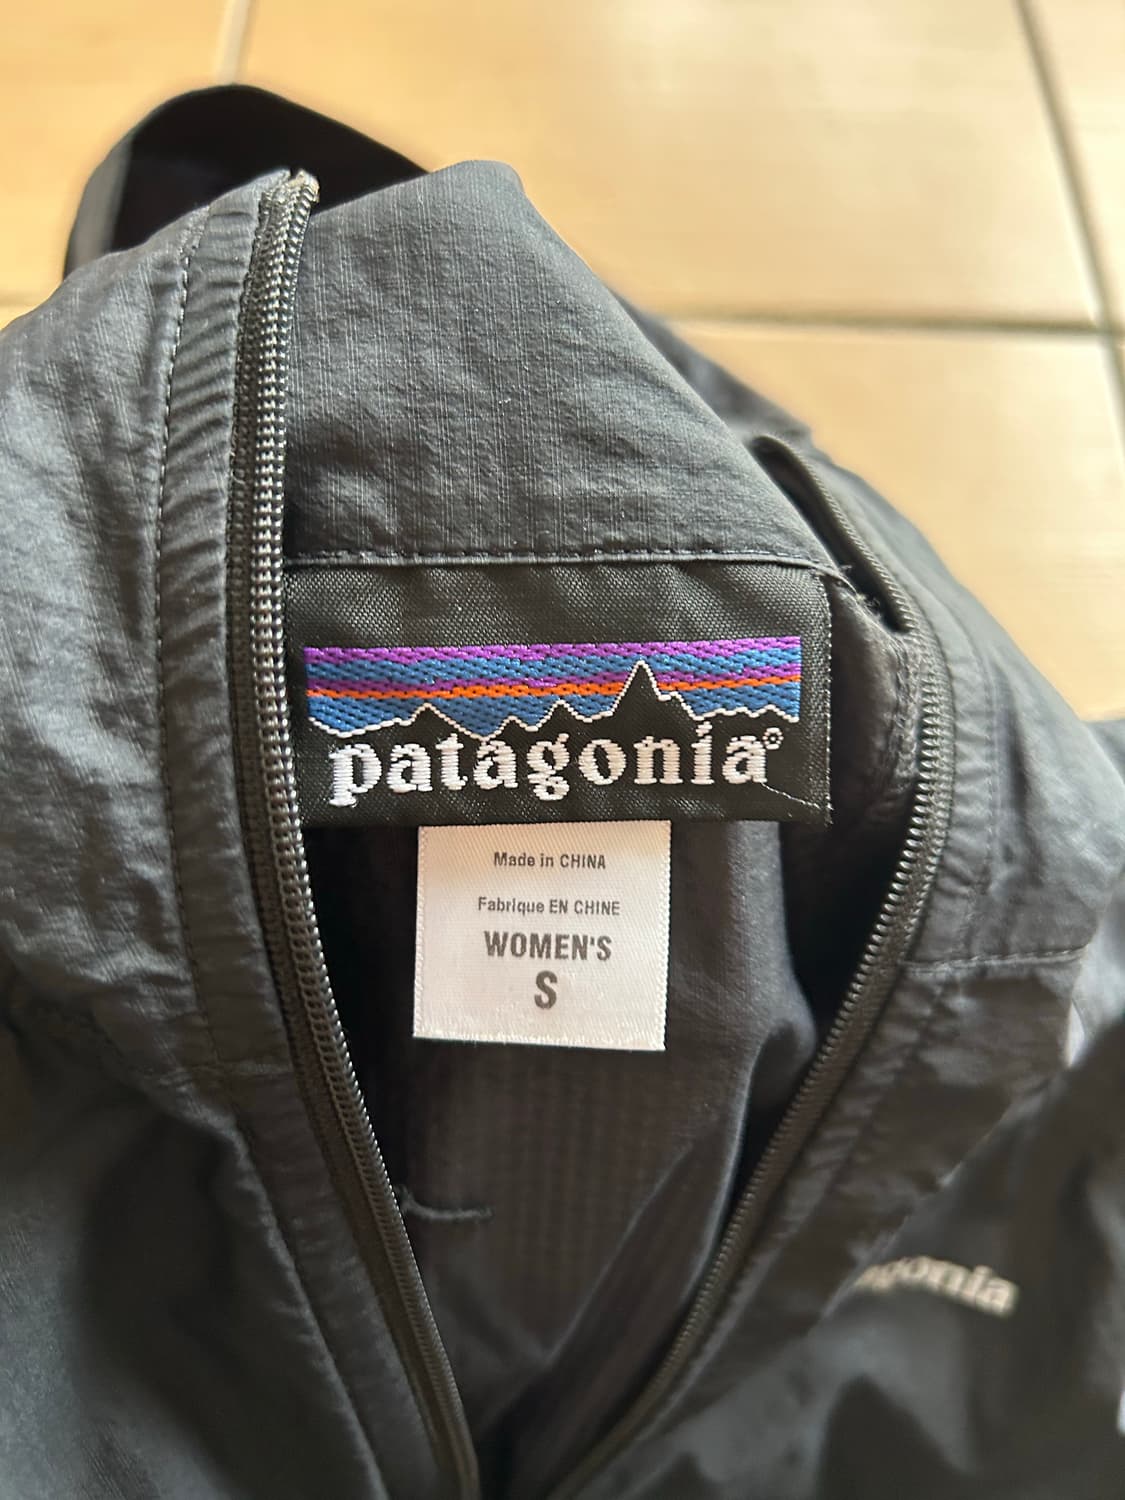 patagonia®
Made in CHINA
Fabrique EN CHINE
WOMEN'S
S